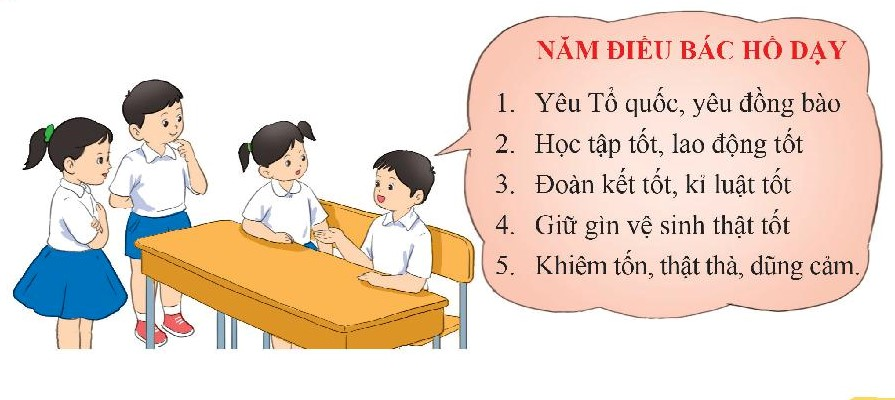 NĂM ĐIỀU BÁC HỒ DẠY
1. Yêu Tổ quốc, yêu đồng bào
2. Học tập tốt, lao động tốt
3. Đoàn kết tốt, kỉ luật tốt
4. Giữ gìn vệ sinh thật tốt
5. Khiêm tốn, thật thà, dũng cảm.